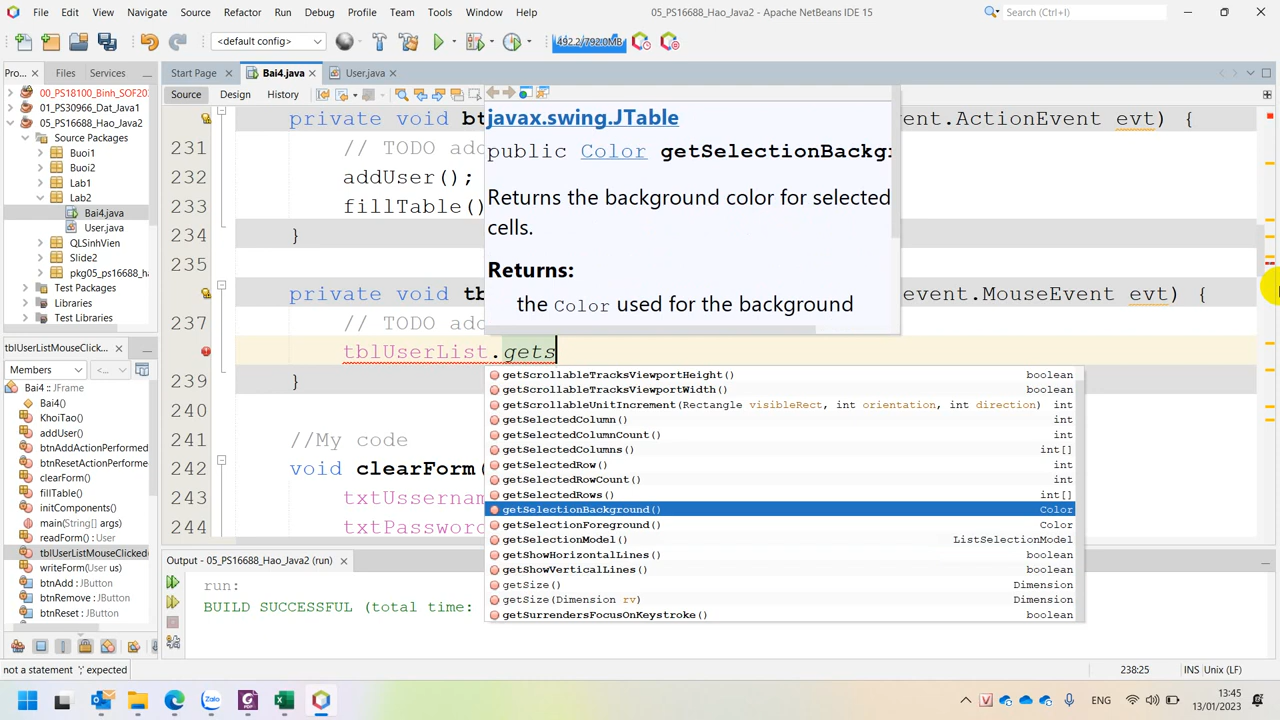 File Edit View Navigate Source Refactor Run Debug Profile Team Tools Window Help
05_PS16688_Hao_Java2 - Apache NetBeans IDE 15
Search (Ctrl+I)
<default config>
492.2/792.0MB
Pro...
Files
Services
Start Page
Bai4.java
User.java
Source
Design
History
00_PS18100_Binh_SOF20
01_PS30966_Dat_Java1
05_PS16688_Hao_Java2
Source Packages
Buoi1
Buoi2
Lab1
Lab2
Bai4.java
User.java
QLSinhVien
Slide2
pkg05_ps16688_ha
Test Packages
Libraries
Test Libraries
tblUserListMouseClick...
Members
<...
Bai4 :: JFrame
Bai4()
KhoiTao()
addUser()
btnAddActionPerformed
btnResetActionPerforme
clearForm()
fillTable()
initComponents()
main(String[] args)
readForm() : User
tblUserListMouseClicked
writeForm(User us)
btnAdd : JButton
btnRemove : JButton
btnReset : JButton
private void bt
vent.ActionEvent evt) {
231 // TODO add
232 addUser();
233 fillTable()
234 }
235
private void tb
event.MouseEvent evt) {
237 // TODO add
tblUserList.gets
239 }
240
241 //My code
242 void clearForm(
243 txtUssernam
244 txtPassword
javax.swing.JTable
public Color getSelectionBackgr
Returns the background color for selected
cells.
Returns:
the Color used for the background
getScrollableTracksViewportHeight() boolean
getScrollableTracksViewportWidth() boolean
getScrollableUnitIncrement(Rectangle visibleRect, int orientation, int direction) int
getSelectedColumn() int
getSelectedColumnCount() int
getSelectedColumns() int[]
getSelectedRow() int
getSelectedRowCount() int
getSelectedRows() int[]
getSelectionBackground() Color
getSelectionForeground() Color
getSelectionModel() ListSelectionModel
getShowHorizontalLines() boolean
getShowVerticalLines() boolean
getSize() Dimension
getSize(Dimension rv) Dimension
getSurrendersFocusOnKeystroke() boolean
Output - 05_PS16688_Hao_Java2 (run)
run:
BUILD SUCCESSFUL (total time:
not a statement ';' expected
238:25
INS Unix (LF)
Zalo
ENG
13:45
13/01/2023